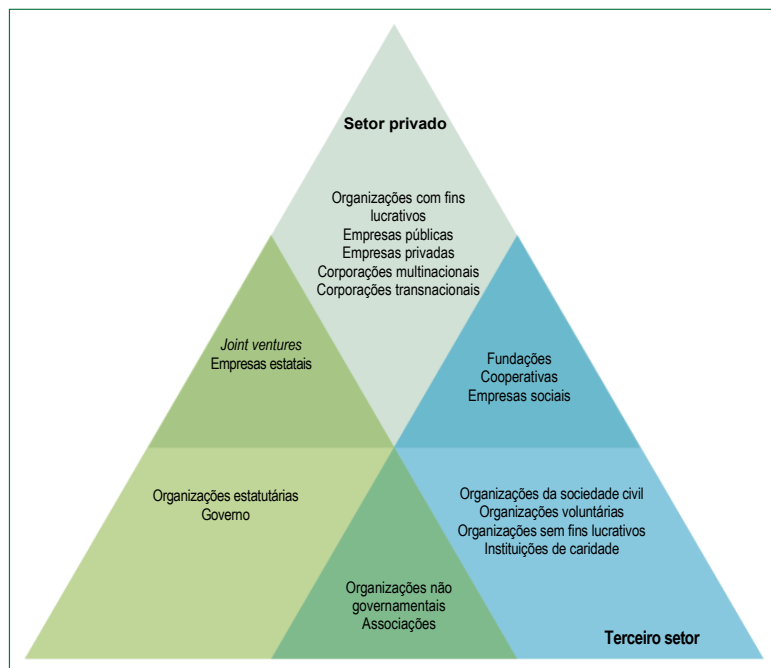 Setor privado
Organizações com fins
lucrativos
Empresas públicas
Empresas privadas
Corporações multinacionais
Corporações transnacionais
Joint ventures
Empresas estatais
Fundações
Cooperativas
Empresas sociais
Organizações estatutárias
Governo
Organizações da sociedade civil
Organizações voluntárias
Organizações sem fins lucrativos
Instituições de caridade
Organizações não
governamentais
Associações
Terceiro setor